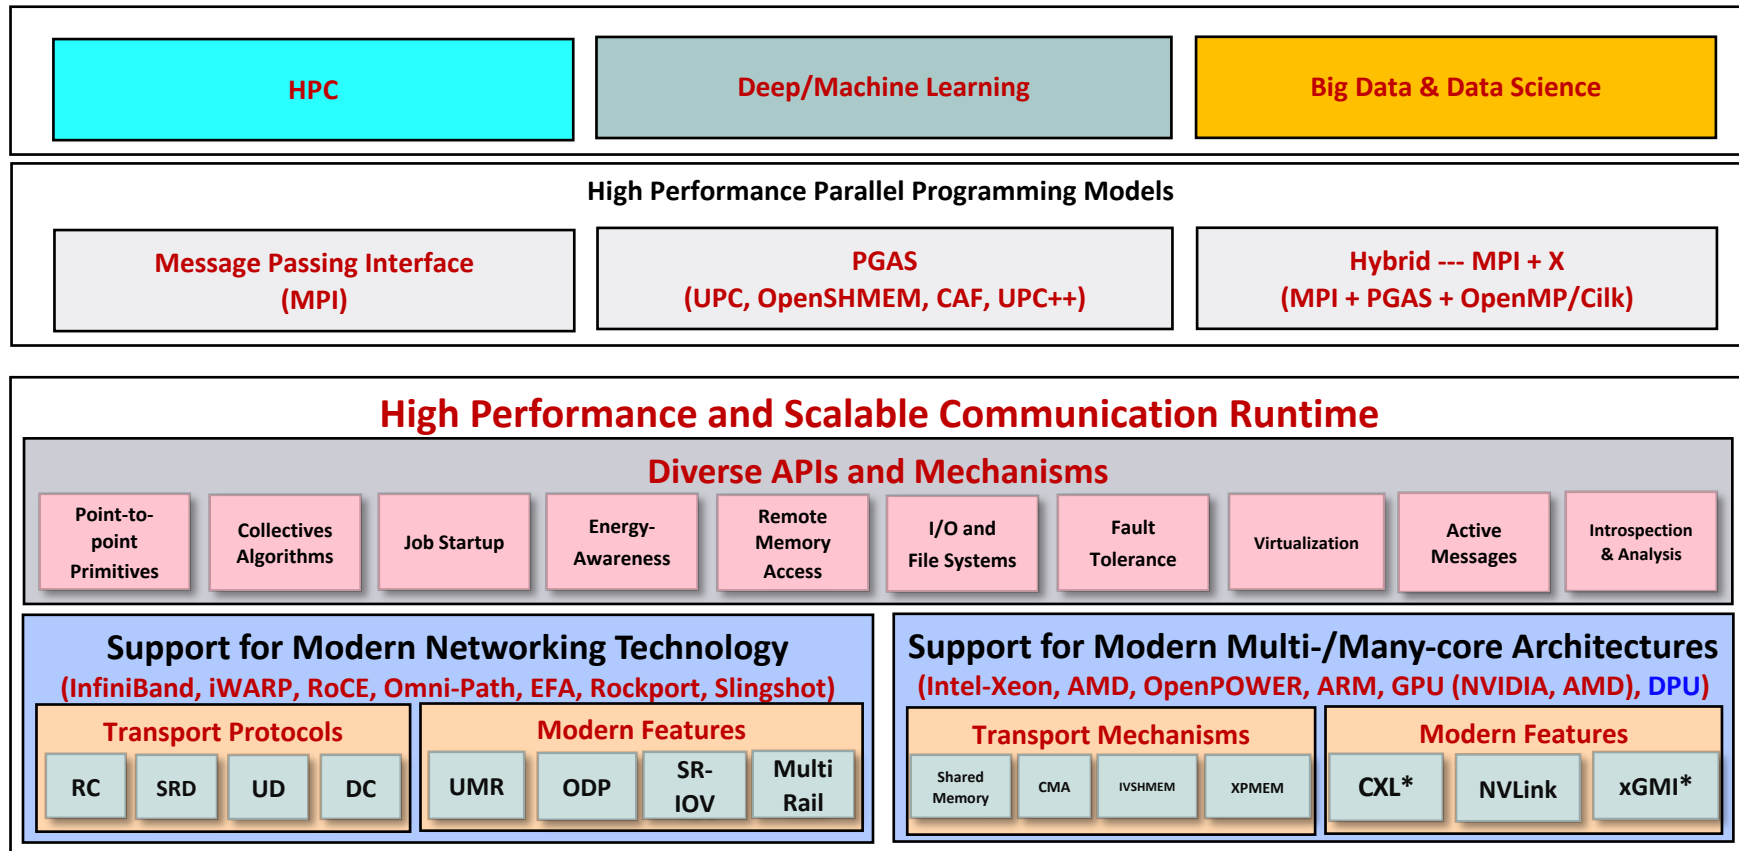 HPC
Deep/Machine Learning
Big Data & Data Science
High Performance Parallel Programming Models
Message Passing Interface
(MPI)
PGAS
(UPC, OpenSHMEM, CAF, UPC++)
Hybrid --- MPI + X
(MPI + PGAS + OpenMP/Cilk)
High Performance and Scalable Communication Runtime
Diverse APIs and Mechanisms
Point-to-
point
Primitives
Collectives
Algorithms
Job Startup
Energy-
Awareness
Remote
Memory
Access
I/O and
File Systems
Fault
Tolerance
Virtualization
Active
Messages
Introspection
& Analysis
Support for Modern Networking Technology
(InfiniBand, iWARP, RoCE, Omni-Path, EFA, Rockport, Slingshot)
Transport Protocols
RC
SRD
UD
DC
Modern Features
UMR
ODP
SR-
IOV
Multi
Rail
Support for Modern Multi-/Many-core Architectures
(Intel-Xeon, AMD, OpenPOWER, ARM, GPU (NVIDIA, AMD), DPU)
Transport Mechanisms
Shared
Memory
CMA
IVSHMEM
XPMEM
Modern Features
CXL*
NVLink
xGMI*